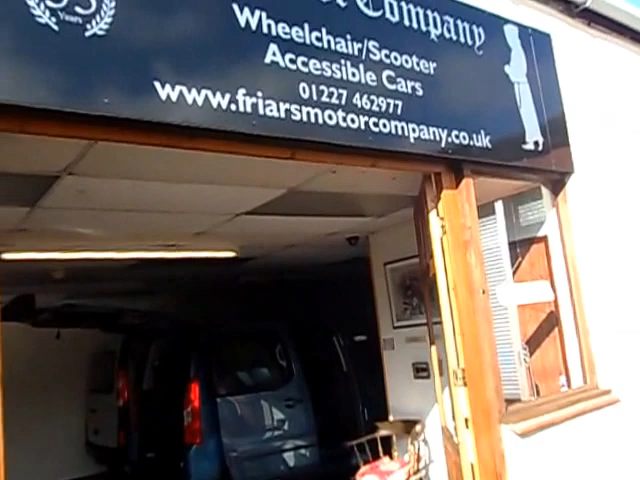 Company
Years
Wheelchair/Scooter
Accessible Cars
01227 462977
www.friarsmotorcompany.co.uk